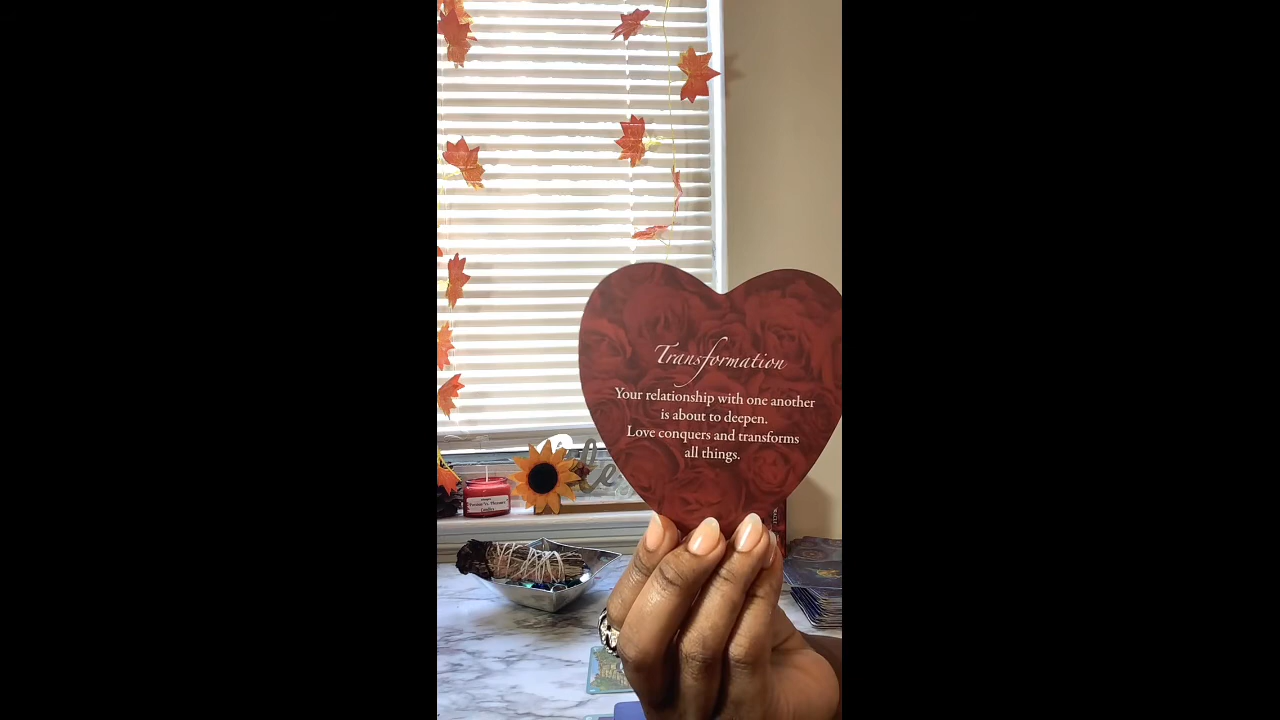 Transformation
Your relationship with one another
is about to deepen.
Love conquers and transforms
all things.